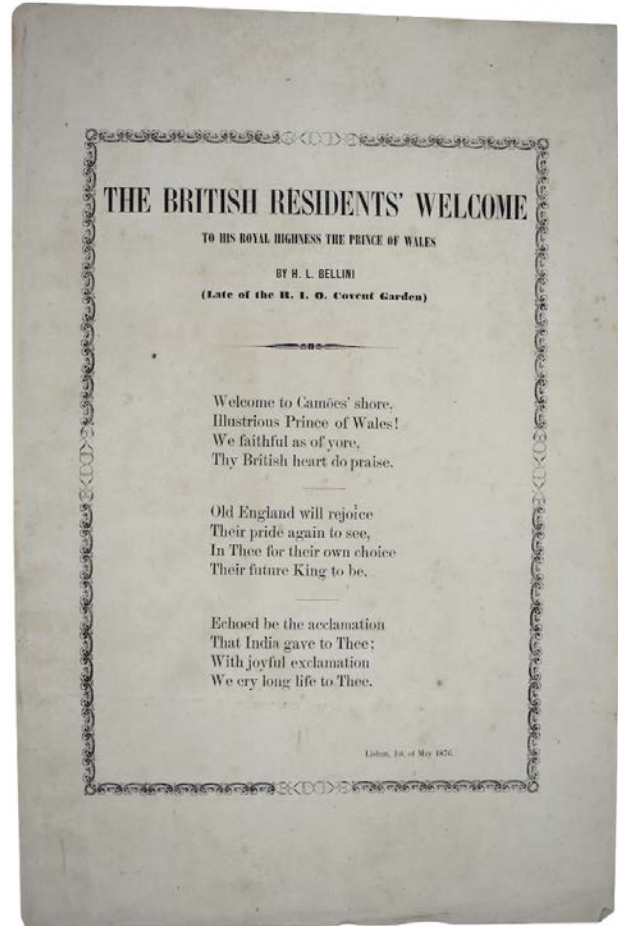 THE BRITISH RESIDENTS' WELCOME
TO HIS ROYAL HIGHNESS THE PRINCE OF WALES
BY H. L. BELLINI
(Late of the R. I. O. Covent Garden)
Welcome to Camões' shore,
Illustrious Prince of Wales!
We faithful as of yore,
Thy British heart do praise.
Old England will rejoice
Their pride again to see,
In Thee for their own choice
Their future King to be.
Echoed be the acclamation
That India gave to Thee;
With joyful exclamation
We cry long life to Thee.
Lisbon, 1st. of May 1876.